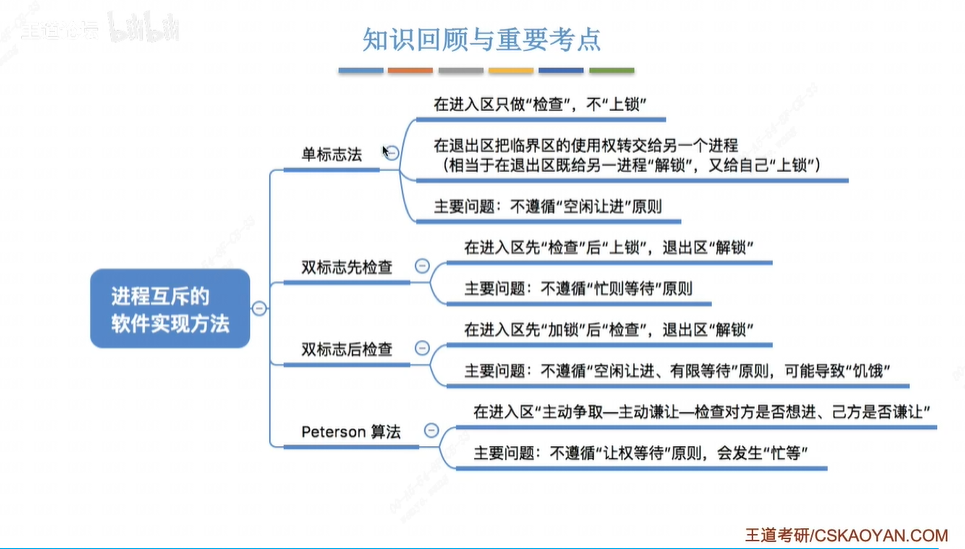 王道论坛 bilibili
知识回顾与重要考点
在进入区只做“检查”，不“上锁”
单标志法
在退出区把临界区的使用权转交给另一个进程
（相当于在退出区既给另一进程“解锁”，又给自己“上锁”）
主要问题：不遵循“空闲让进”原则
在进入区先“检查”后“上锁”，退出区“解锁”
双标志先检查
主要问题：不遵循“忙则等待”原则
进程互斥的
软件实现方法
在进入区先“加锁”后“检查”，退出区“解锁”
双标志后检查
主要问题：不遵循“空闲让进、有限等待”原则，可能导致“饥饿”
在进入区“主动争取—主动谦让—检查对方是否想进、己方是否谦让”
Peterson 算法
主要问题：不遵循“让权等待”原则，会发生“忙等”
王道考研/CSKAOYAN.COM